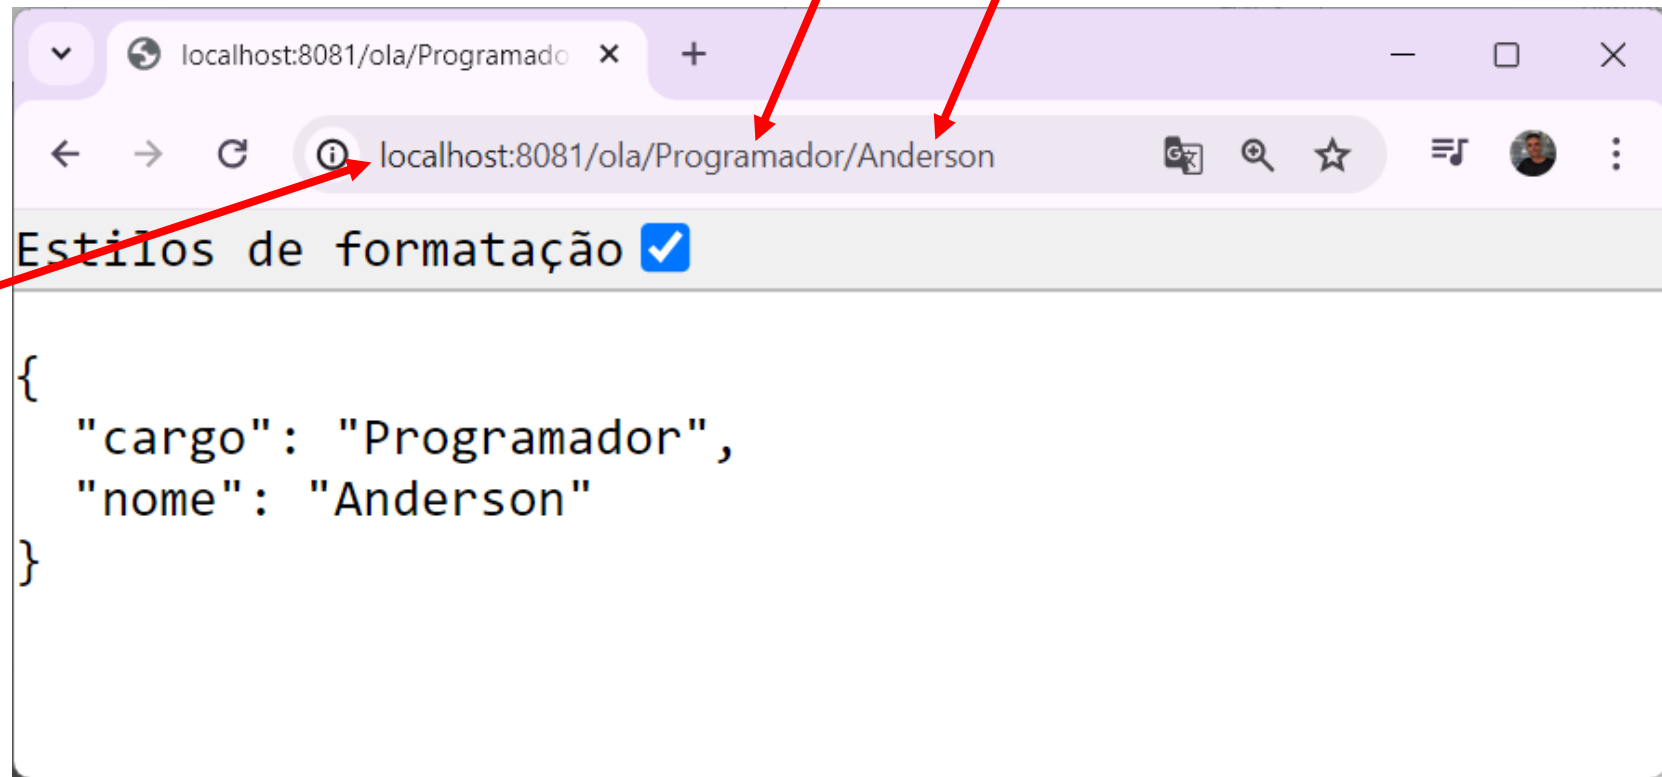 localhost:8081/ola/Programado
localhost:8081/ola/Programador/Anderson
Estilos de formatação
{
"cargo": "Programador",
"nome": "Anderson"
}